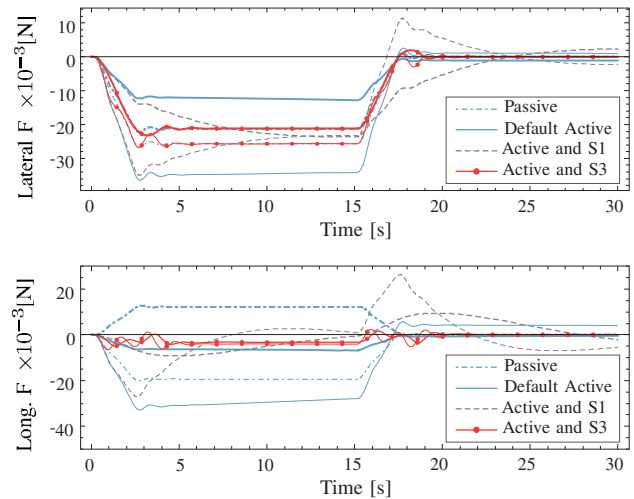 Lateral F ×10⁻³[N]
10
0
-10
-20
-30
Passive
Default Active
Active and S1
Active and S3
0 5 10 15 20 25 30
Time [s]
Long. F ×10⁻³[N]
20
0
-20
-40
Passive
Default Active
Active and S1
Active and S3
0 5 10 15 20 25 30
Time [s]